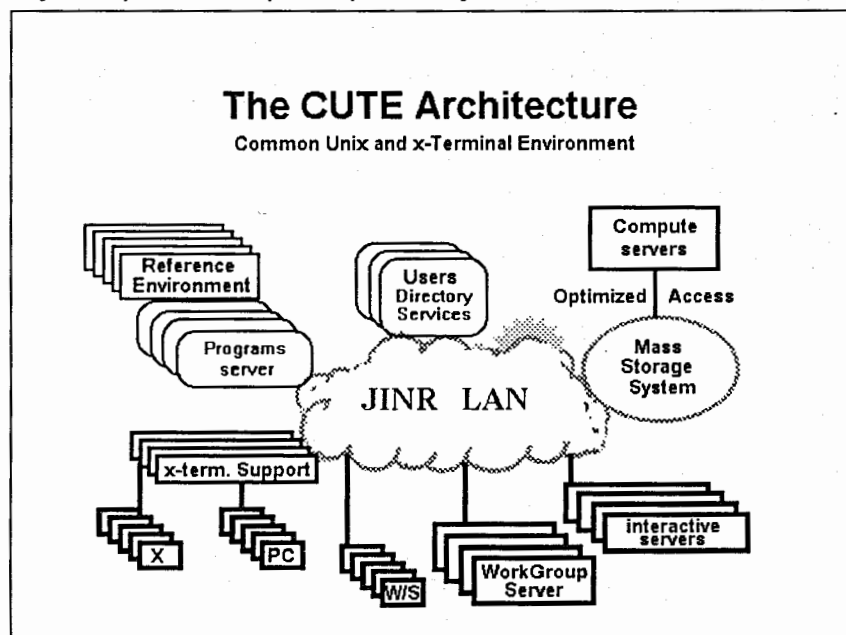 The CUTE Architecture
Common Unix and x-Terminal Environment
Reference
Environment
Programs
server
Users
Directory
Services
Compute
servers
Optimized Access
Mass
Storage
System
JINR LAN
x-term. Support
X
PC
W/S
WorkGroup
Server
interactive
servers